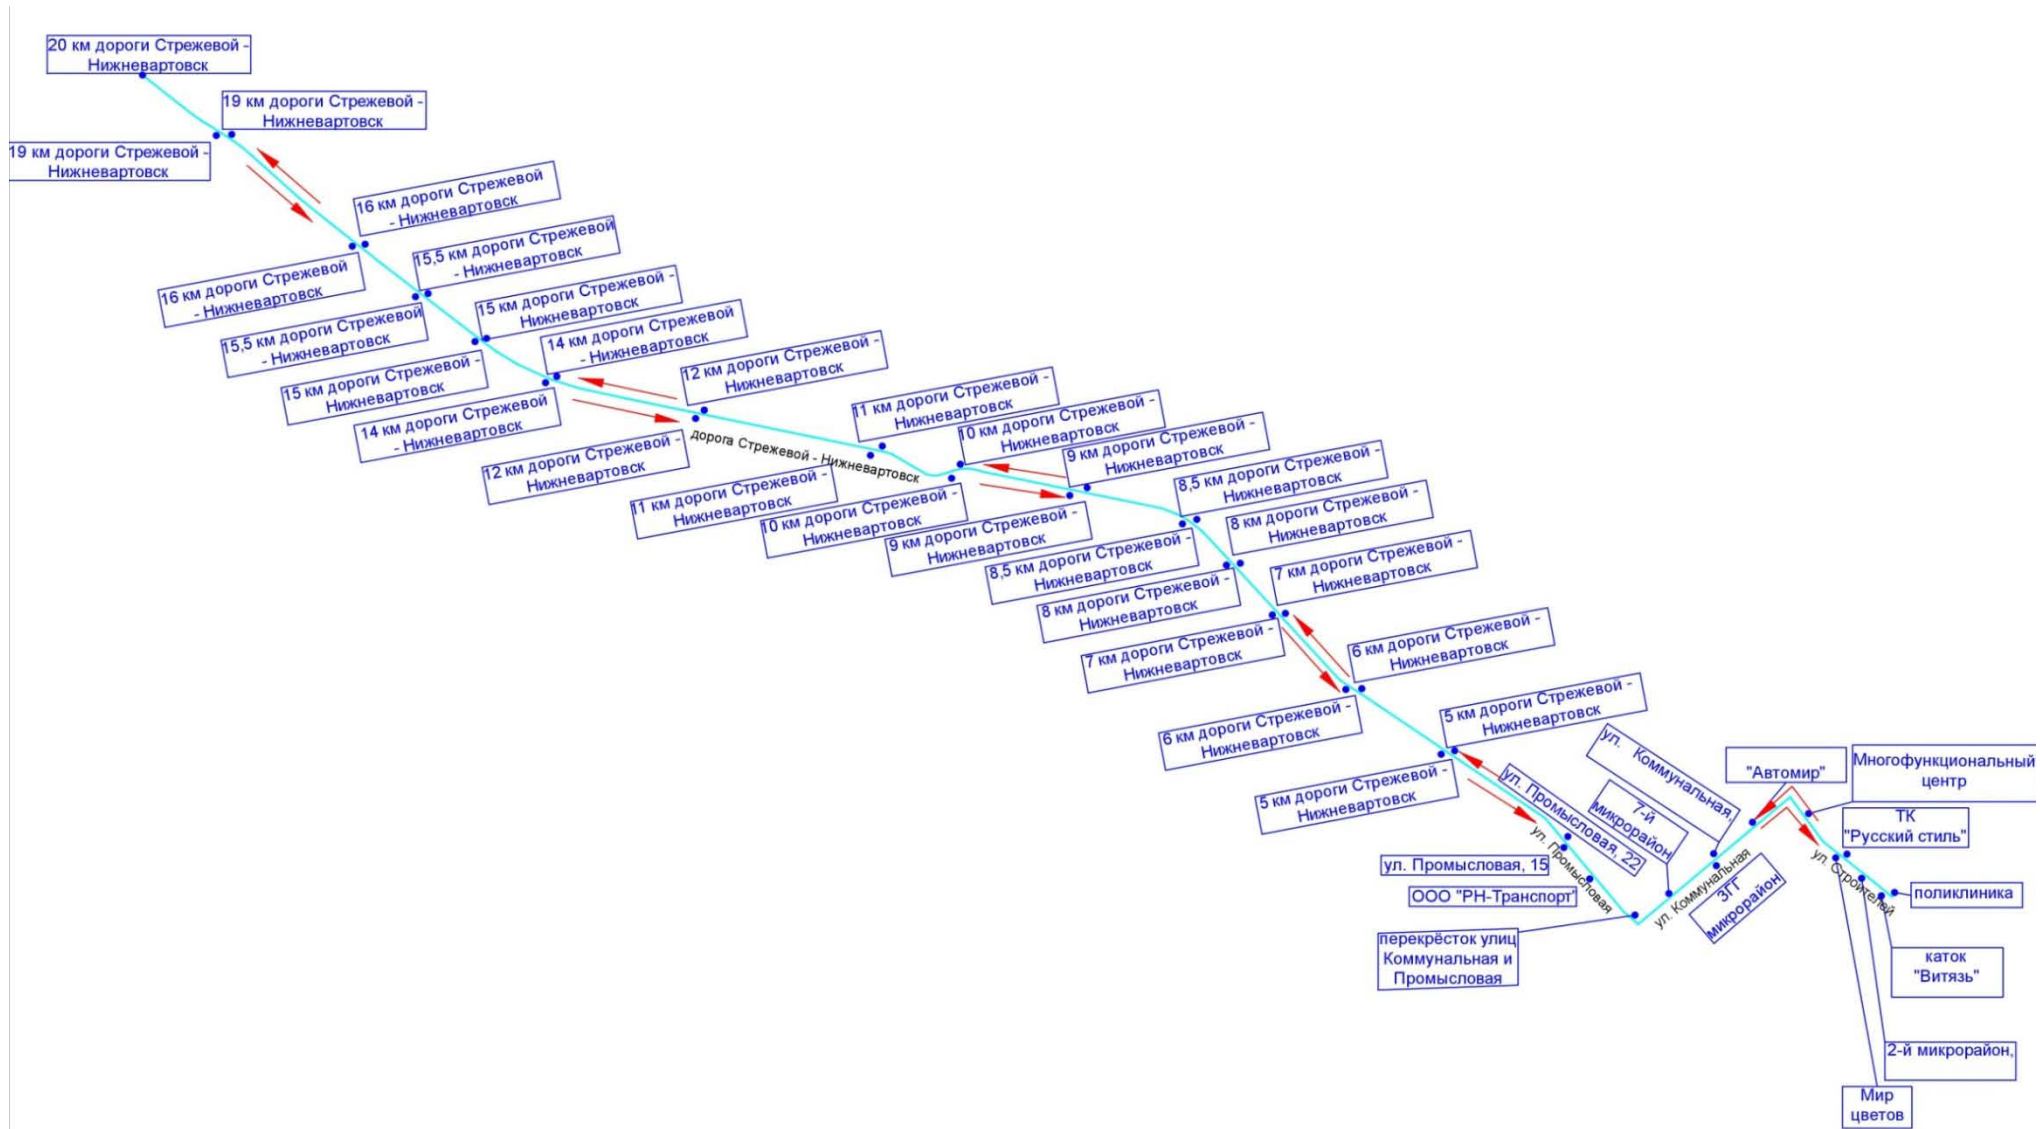 20 км дороги Стрежевой -
Нижневартовск
19 км дороги Стрежевой -
Нижневартовск
19 км дороги Стрежевой -
Нижневартовск
16 км дороги Стрежевой
- Нижневартовск
16 км дороги Стрежевой
- Нижневартовск
15,5 км дороги Стрежевой
- Нижневартовск
15,5 км дороги Стрежевой
- Нижневартовск
15 км дороги Стрежевой -
Нижневартовск
15 км дороги Стрежевой -
Нижневартовск
14 км дороги Стрежевой
- Нижневартовск
14 км дороги Стрежевой
- Нижневартовск
12 км дороги Стрежевой -
Нижневартовск
12 км дороги Стрежевой -
Нижневартовск
дорога Стрежевой - Нижневартовск
11 км дороги Стрежевой -
Нижневартовск
11 км дороги Стрежевой -
Нижневартовск
10 км дороги Стрежевой -
Нижневартовск
10 км дороги Стрежевой -
Нижневартовск
9 км дороги Стрежевой -
Нижневартовск
9 км дороги Стрежевой -
Нижневартовск
8,5 км дороги Стрежевой -
Нижневартовск
8,5 км дороги Стрежевой -
Нижневартовск
8 км дороги Стрежевой -
Нижневартовск
8 км дороги Стрежевой -
Нижневартовск
7 км дороги Стрежевой -
Нижневартовск
7 км дороги Стрежевой -
Нижневартовск
6 км дороги Стрежевой -
Нижневартовск
6 км дороги Стрежевой -
Нижневартовск
5 км дороги Стрежевой -
Нижневартовск
5 км дороги Стрежевой -
Нижневартовск
ул. Промысловая, 22
ул. Промысловая, 15
ООО "РН-Транспорт"
ул. Промысловая
перекрёсток улиц
Коммунальная и
Промысловая
7-й
микрорайон
ул. Коммунальная,
ул. Коммунальная
3ГГ
микрорайон
"Автомир"
Многофункциональный
центр
ТК
"Русский стиль"
ул. Строителей
поликлиника
каток
"Витязь"
2-й микрорайон,
Мир
цветов